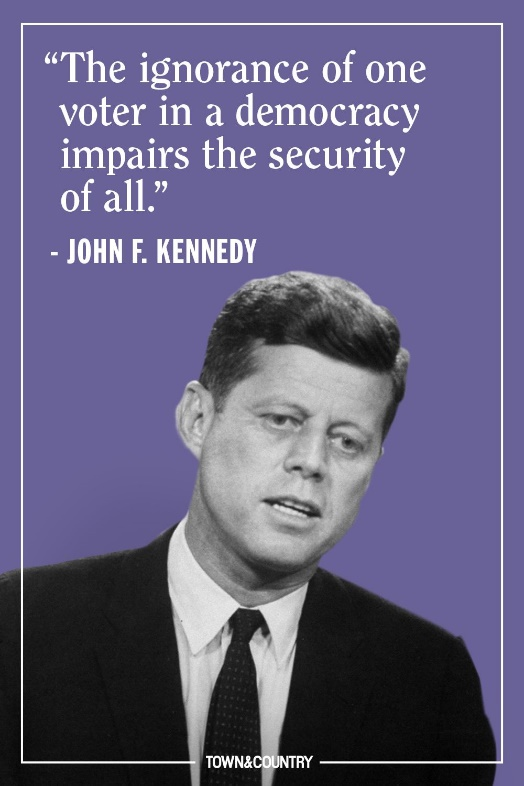 “The ignorance of one
voter in a democracy
impairs the security
of all.”
- JOHN F. KENNEDY
TOWN&COUNTRY